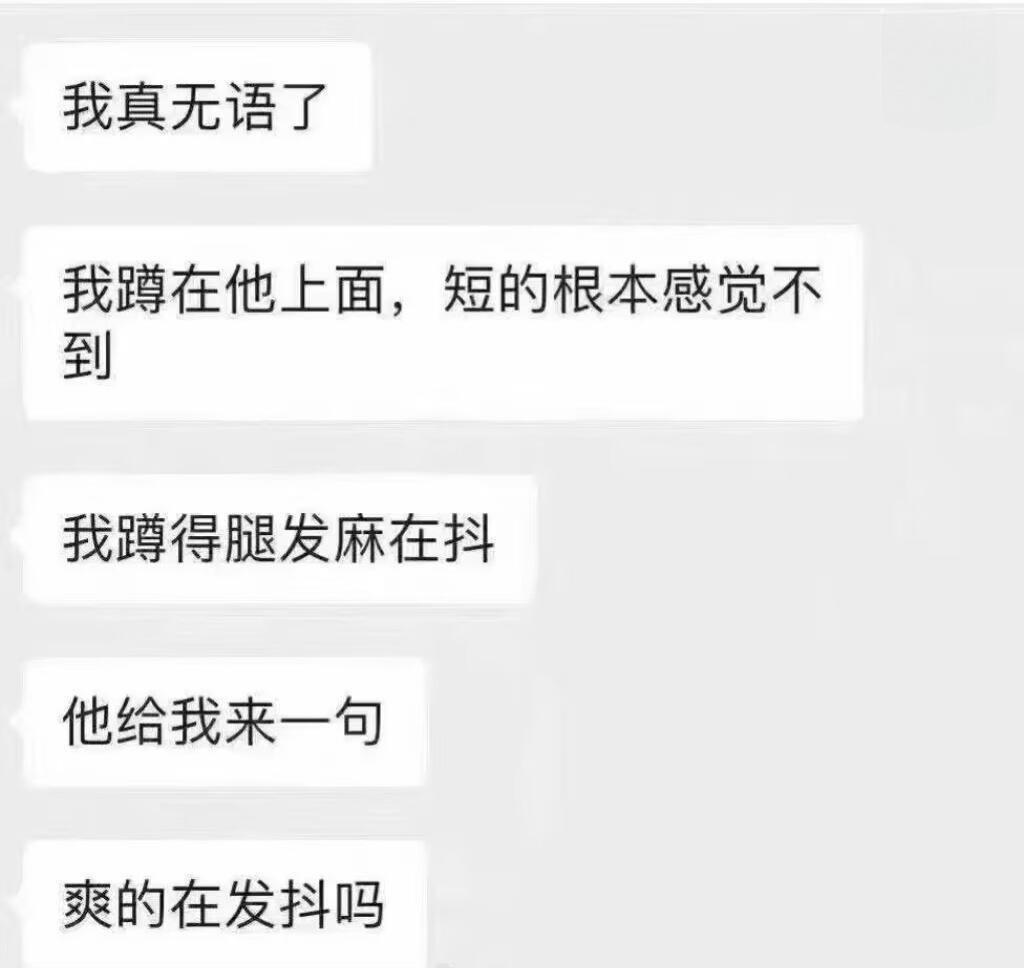 我真无语了
我蹲在他上面，短的根本感觉不
到
我蹲得腿发麻在抖
他给我来一句
爽的在发抖吗